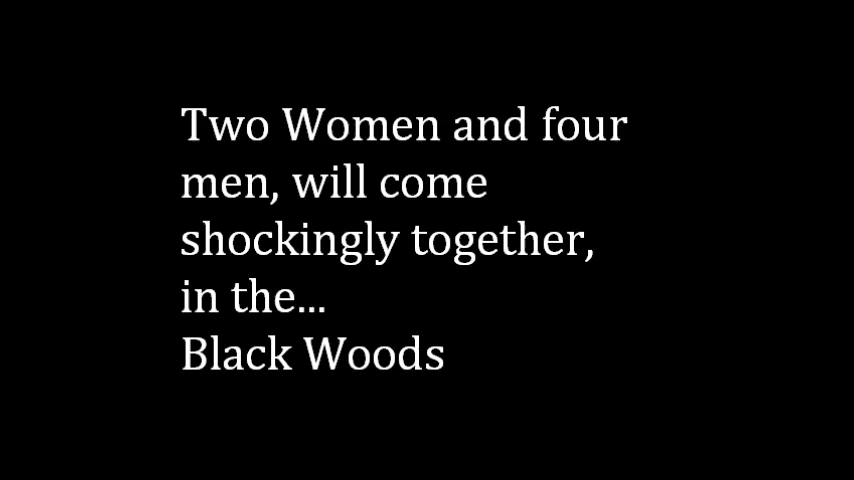 Two Women and four
men, will come
shockingly together,
in the...
Black Woods